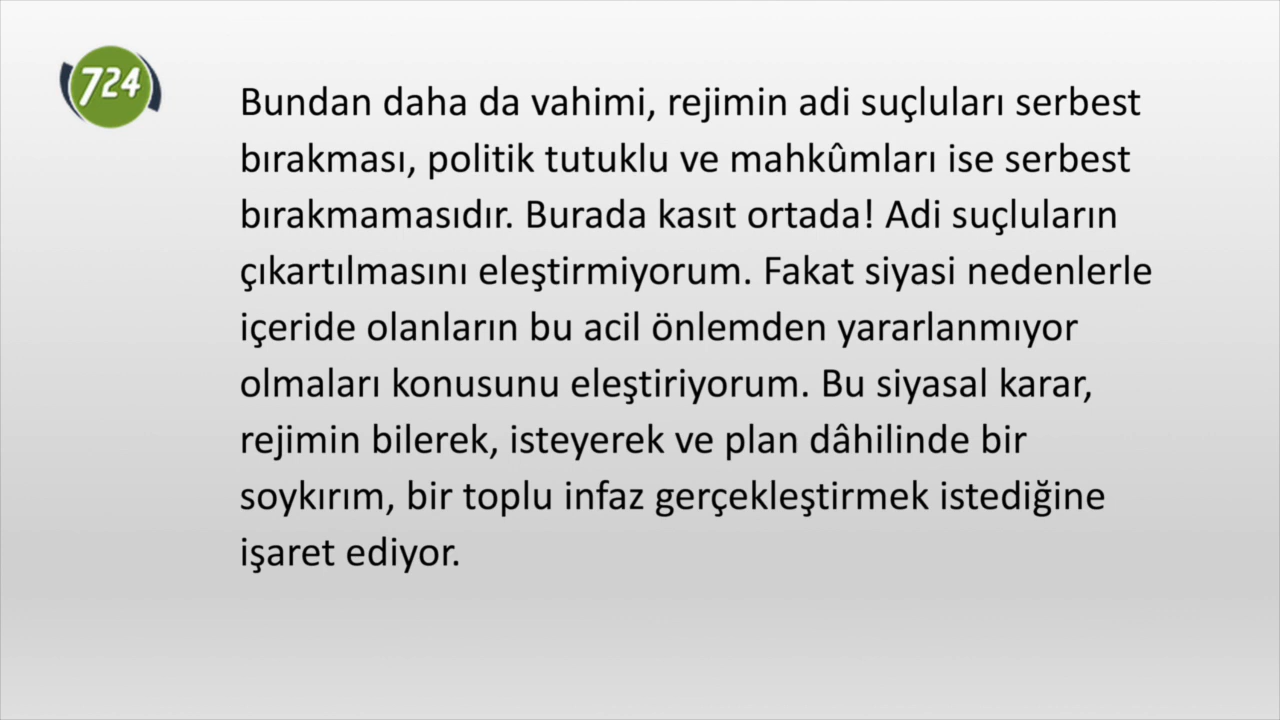 724
Bundan daha da vahimi, rejimin adi suçluları serbest
bırakması, politik tutuklu ve mahkûmları ise serbest
bırakmamasıdır. Burada kasıt ortada! Adi suçluların
çıkartılmasını eleştirmiyorum. Fakat siyasi nedenlerle
içeride olanların bu acil önlemden yararlanmıyor
olmaları konusunu eleştiriyorum. Bu siyasal karar,
rejimin bilerek, isteyerek ve plan dâhilinde bir
soykırım, bir toplu infaz gerçekleştirmek istediğine
işaret ediyor.